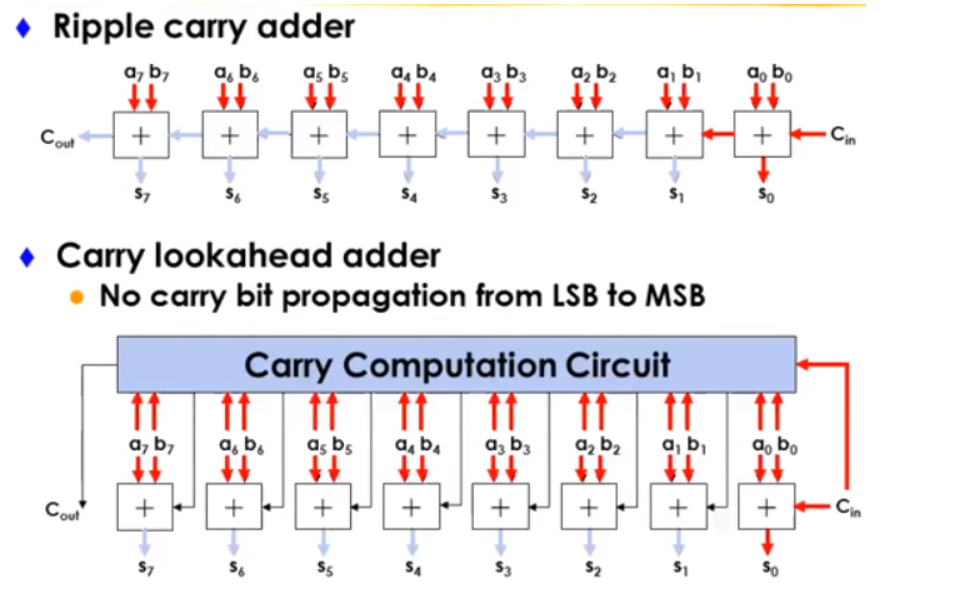 Ripple carry adder
a₇ b₇ a₆ b₆ a₅ b₅ a₄ b₄ a₃ b₃ a₂ b₂ a₁ b₁ a₀ b₀
Cout + + + + + + + + Cin
s₇ s₆ s₅ s₄ s₃ s₂ s₁ s₀
Carry lookahead adder
No carry bit propagation from LSB to MSB
Carry Computation Circuit
a₇ b₇ a₆ b₆ a₅ b₅ a₄ b₄ a₃ b₃ a₂ b₂ a₁ b₁ a₀ b₀
Cout + + + + + + + + Cin
s₇ s₆ s₅ s₄ s₃ s₂ s₁ s₀